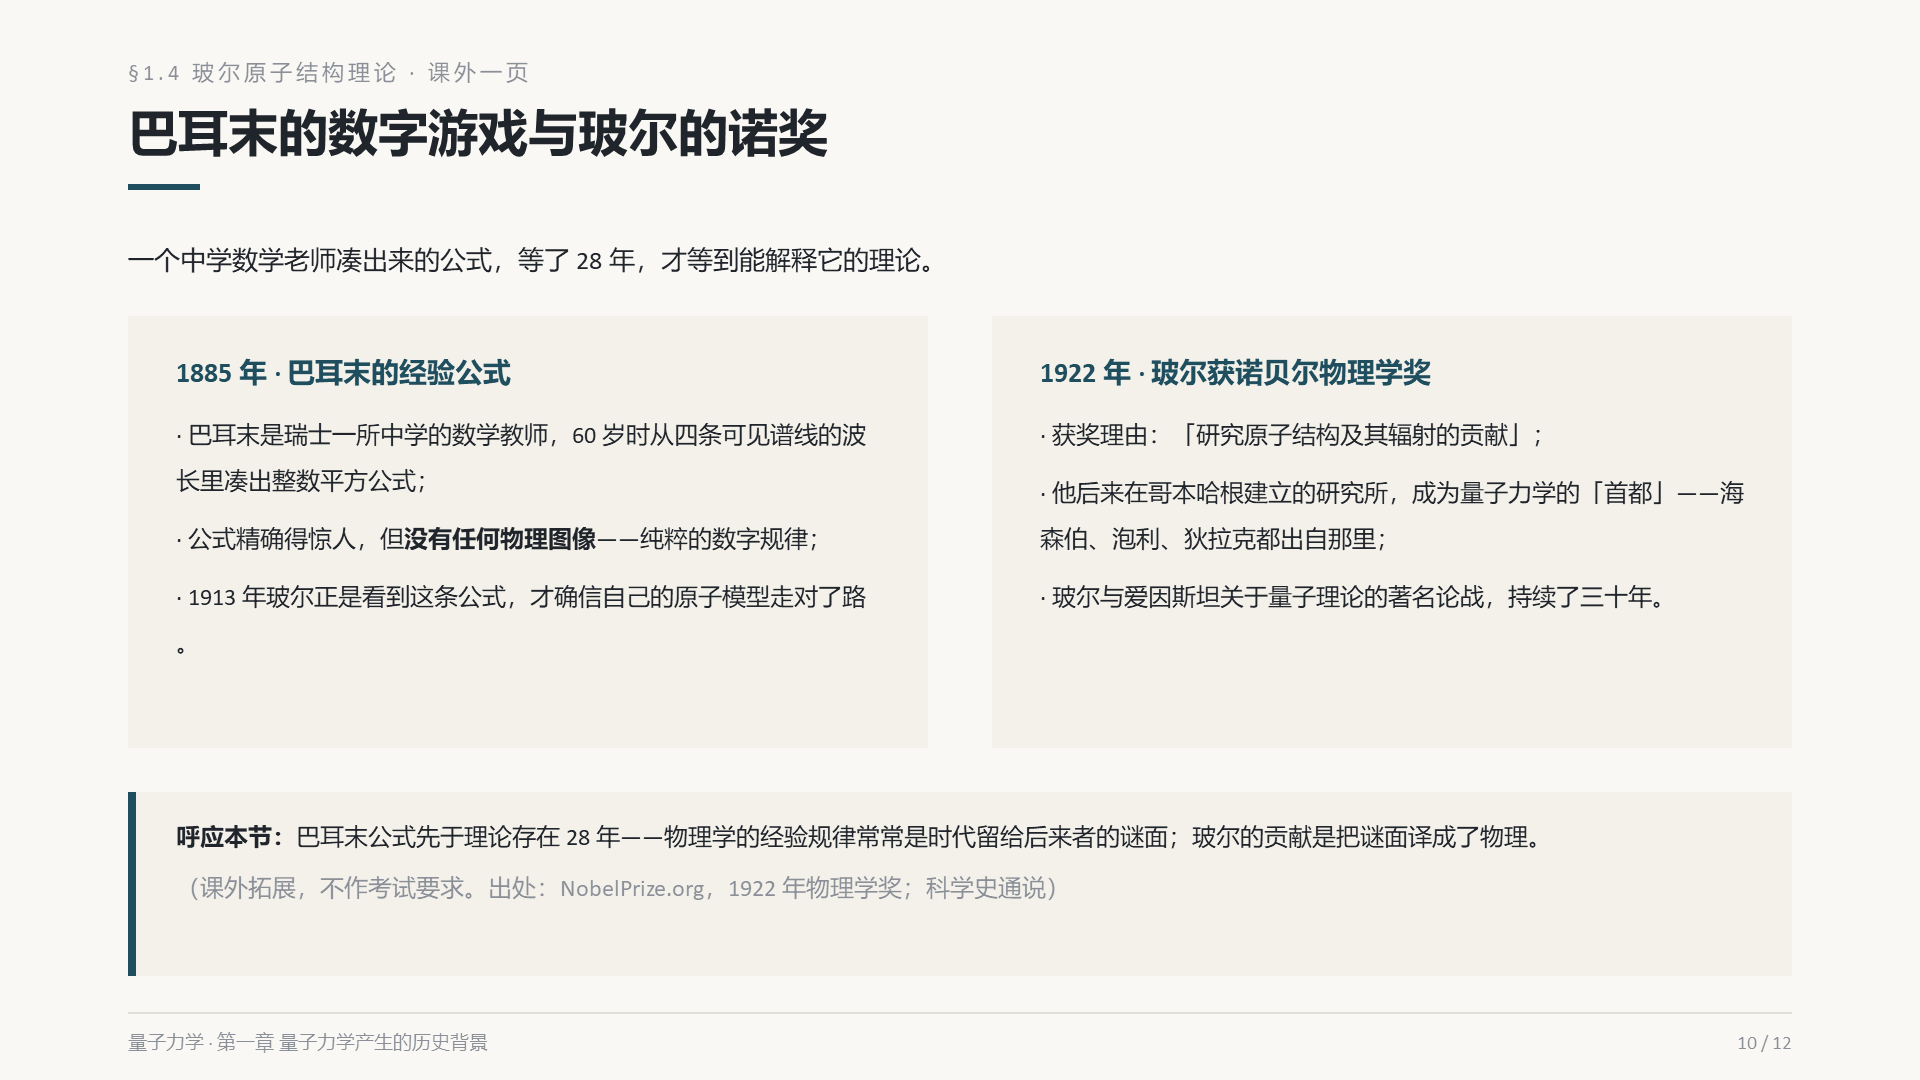 §1.4 玻尔原子结构理论 · 课外一页
巴耳末的数字游戏与玻尔的诺奖
一个中学数学老师凑出来的公式，等了 28 年，才等到能解释它的理论。
1885 年 · 巴耳末的经验公式
· 巴耳末是瑞士一所中学的数学教师，60 岁时从四条可见谱线的波
长里凑出整数平方公式；
· 公式精确得惊人，但没有任何物理图像——纯粹的数字规律；
· 1913 年玻尔正是看到这条公式，才确信自己的原子模型走对了路
。
1922 年 · 玻尔获诺贝尔物理学奖
· 获奖理由：「研究原子结构及其辐射的贡献」；
· 他后来在哥本哈根建立的研究所，成为量子力学的「首都」——海
森伯、泡利、狄拉克都出自那里；
· 玻尔与爱因斯坦关于量子理论的著名论战，持续了三十年。
呼应本节：巴耳末公式先于理论存在 28 年——物理学的经验规律常常是时代留给后来者的谜面；玻尔的贡献是把谜面译成了物理。
（课外拓展，不作考试要求。出处：NobelPrize.org，1922 年物理学奖；科学史通说）
量子力学 · 第一章 量子力学产生的历史背景
10 / 12